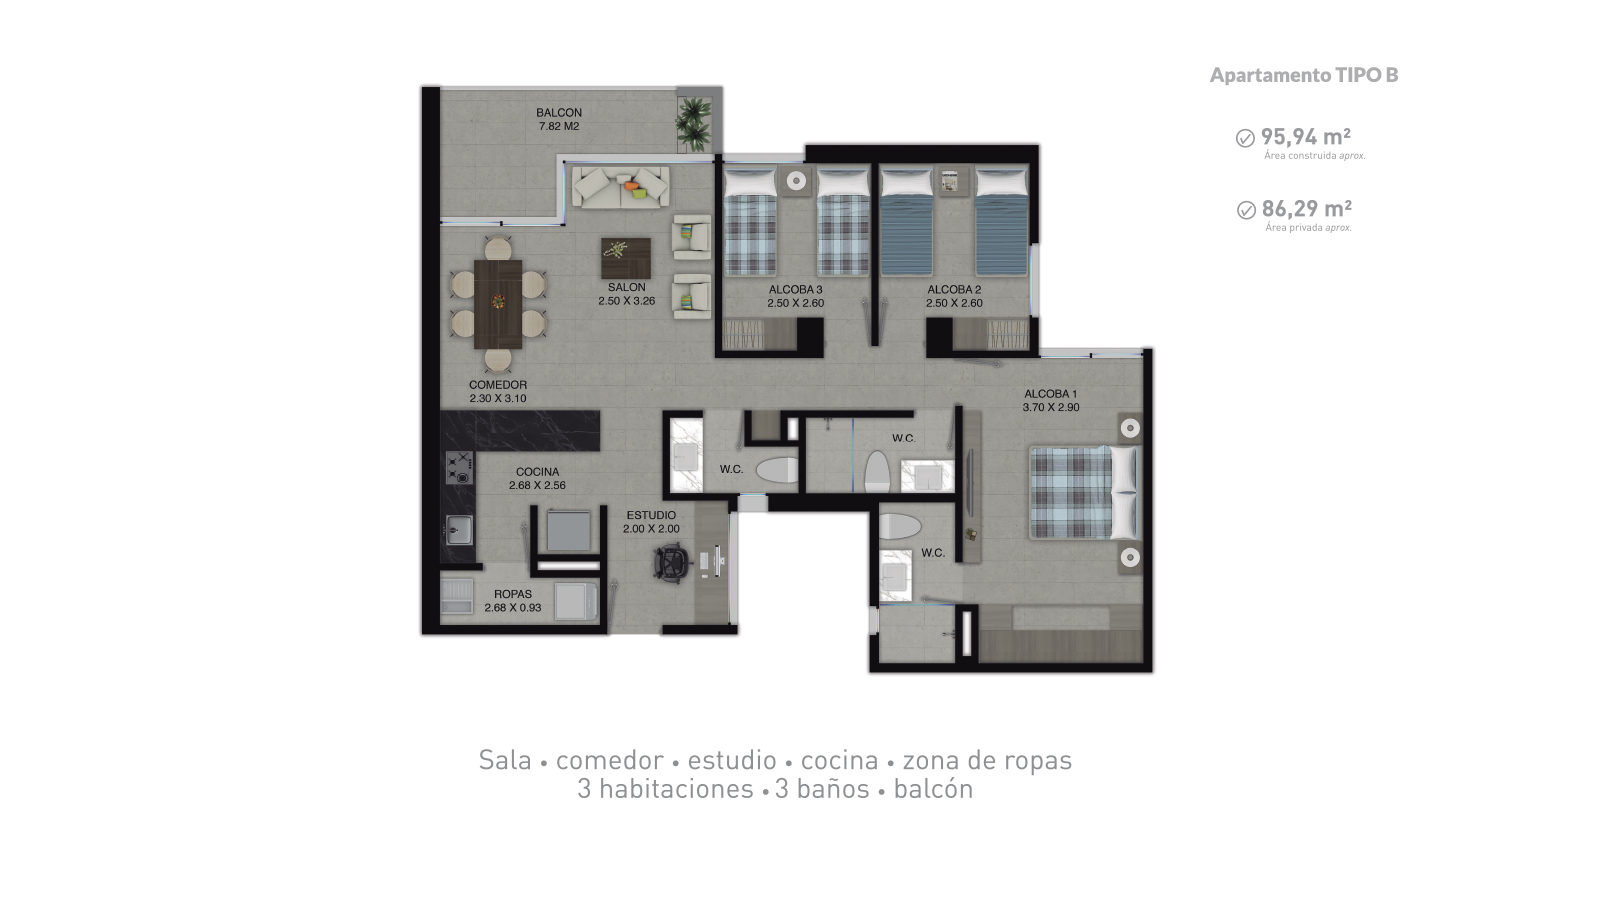 Apartamento TIPO B
95,94 m²
Área construida aprox.
86,29 m²
Área privada aprox.
BALCON
7.82 M2
SALON
2.50 X 3.26
ALCOBA 3
2.50 X 2.60
ALCOBA 2
2.50 X 2.60
COMEDOR
2.30 X 3.10
ALCOBA 1
3.70 X 2.90
W.C.
W.C.
COCINA
2.68 X 2.56
ESTUDIO
2.00 X 2.00
W.C.
ROPAS
2.68 X 0.93
Sala • comedor • estudio • cocina • zona de ropas
3 habitaciones • 3 baños • balcón